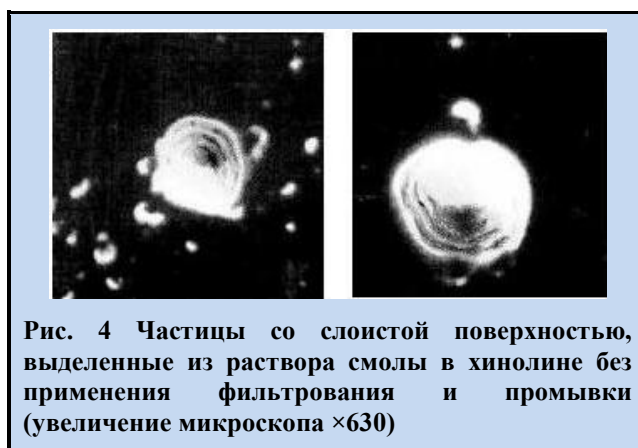 Рис. 4 Частицы со слоистой поверхностью,
выделенные из раствора смолы в хинолине без
применения фильтрования и промывки
(увеличение микроскопа ×630)